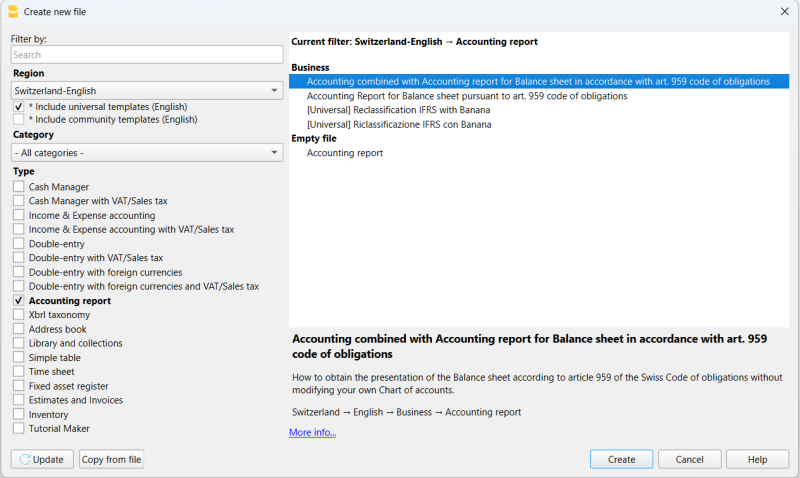 Create new file
Filter by:
Search
Region
Switzerland-English
* Include universal templates (English)
* Include community templates (English)
Category
- All categories -
Type
Cash Manager
Cash Manager with VAT/Sales tax
Income & Expense accounting
Income & Expense accounting with VAT/Sales tax
Double-entry
Double-entry with VAT/Sales tax
Double-entry with foreign currencies
Double-entry with foreign currencies and VAT/Sales tax
Accounting report
Xbrl taxonomy
Address book
Library and collections
Simple table
Time sheet
Fixed asset register
Estimates and Invoices
Inventory
Tutorial Maker
Update
Copy from file
Current filter: Switzerland-English → Accounting report
Business
Accounting combined with Accounting report for Balance sheet in accordance with art. 959 code of obligations
Accounting Report for Balance sheet pursuant to art. 959 code of obligations
[Universal] Reclassification IFRS with Banana
[Universal] Riclassificazione IFRS con Banana
Empty file
Accounting report
Accounting combined with Accounting report for Balance sheet in accordance with art. 959
code of obligations
How to obtain the presentation of the Balance sheet according to article 959 of the Swiss Code of obligations without
modifying your own Chart of accounts.
Switzerland → English → Business → Accounting report
More info...
Create
Cancel
Help